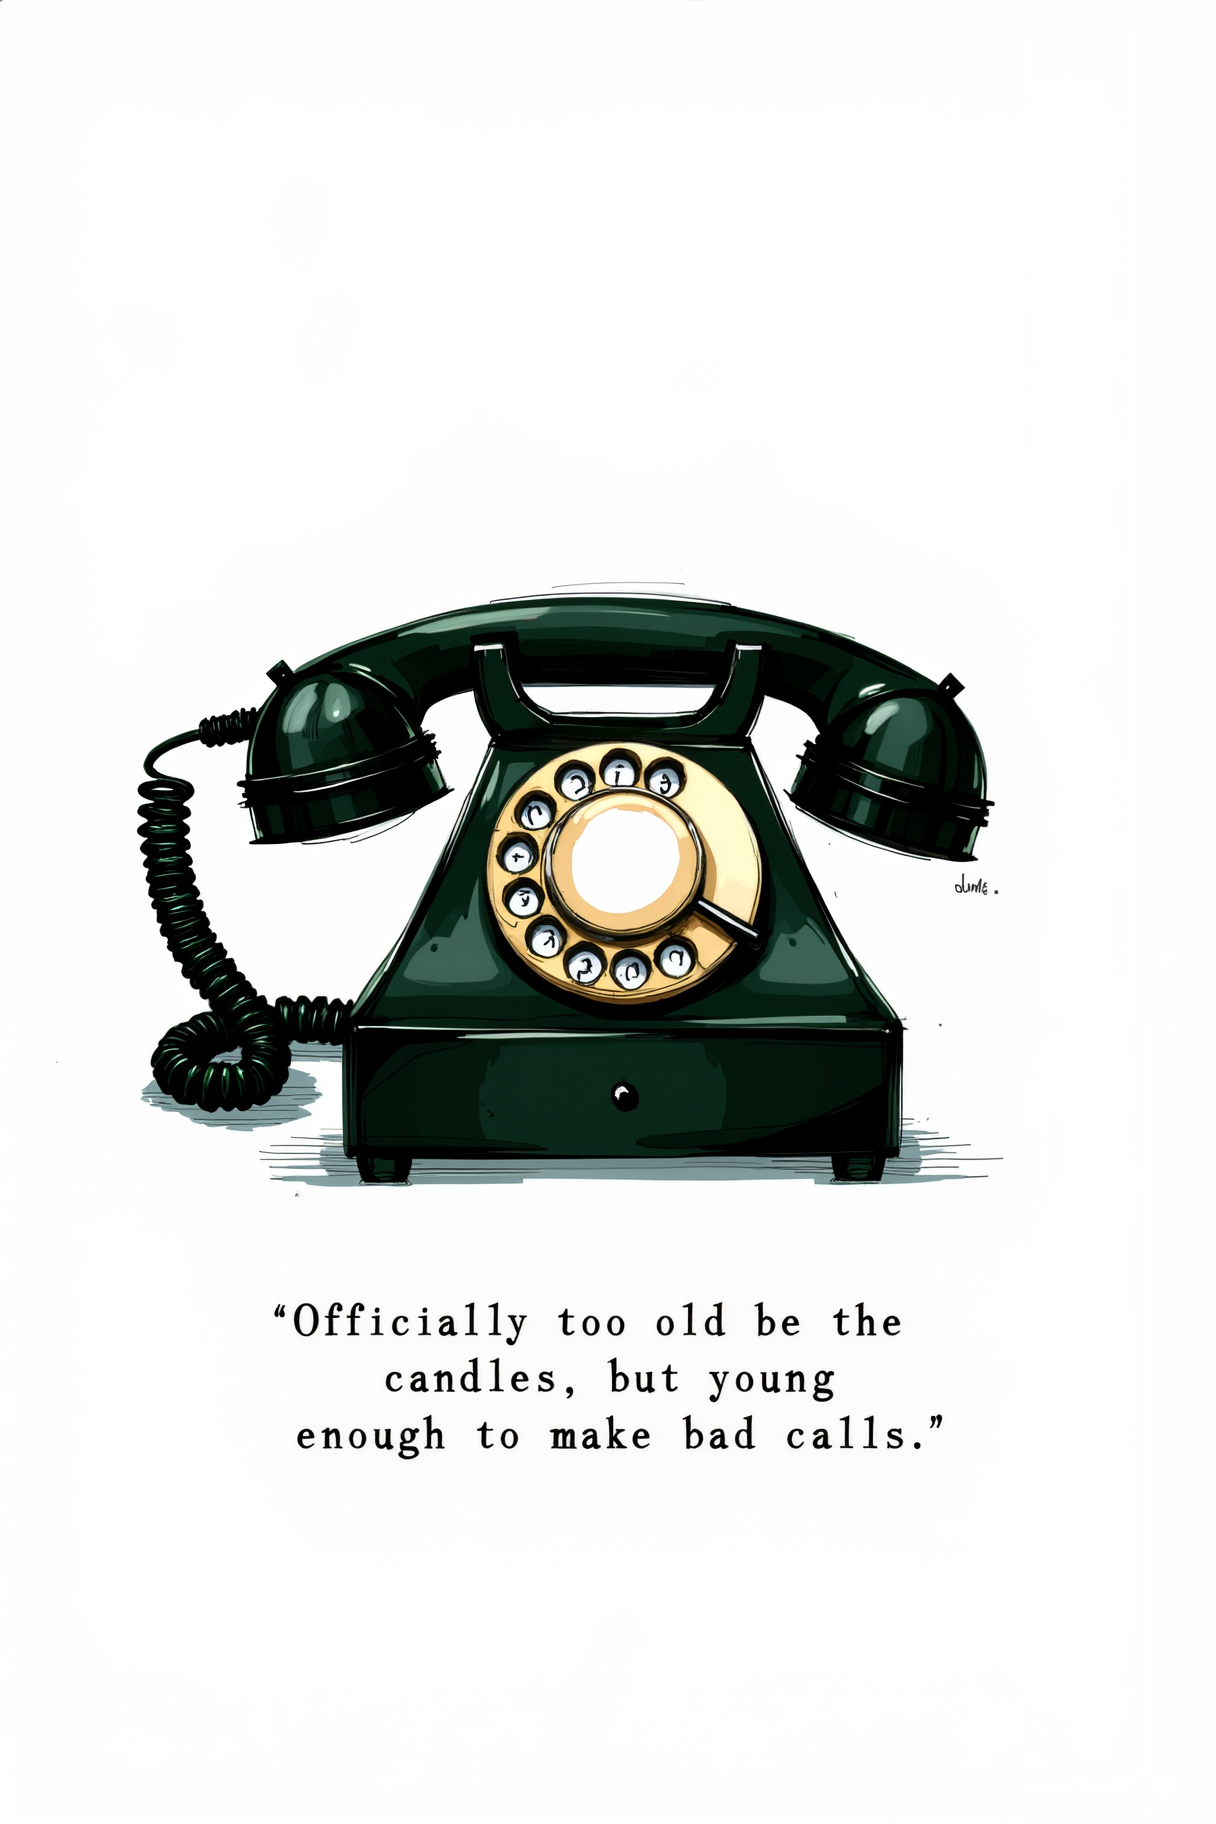 “Officially too old be the
candles, but young
enough to make bad calls.”